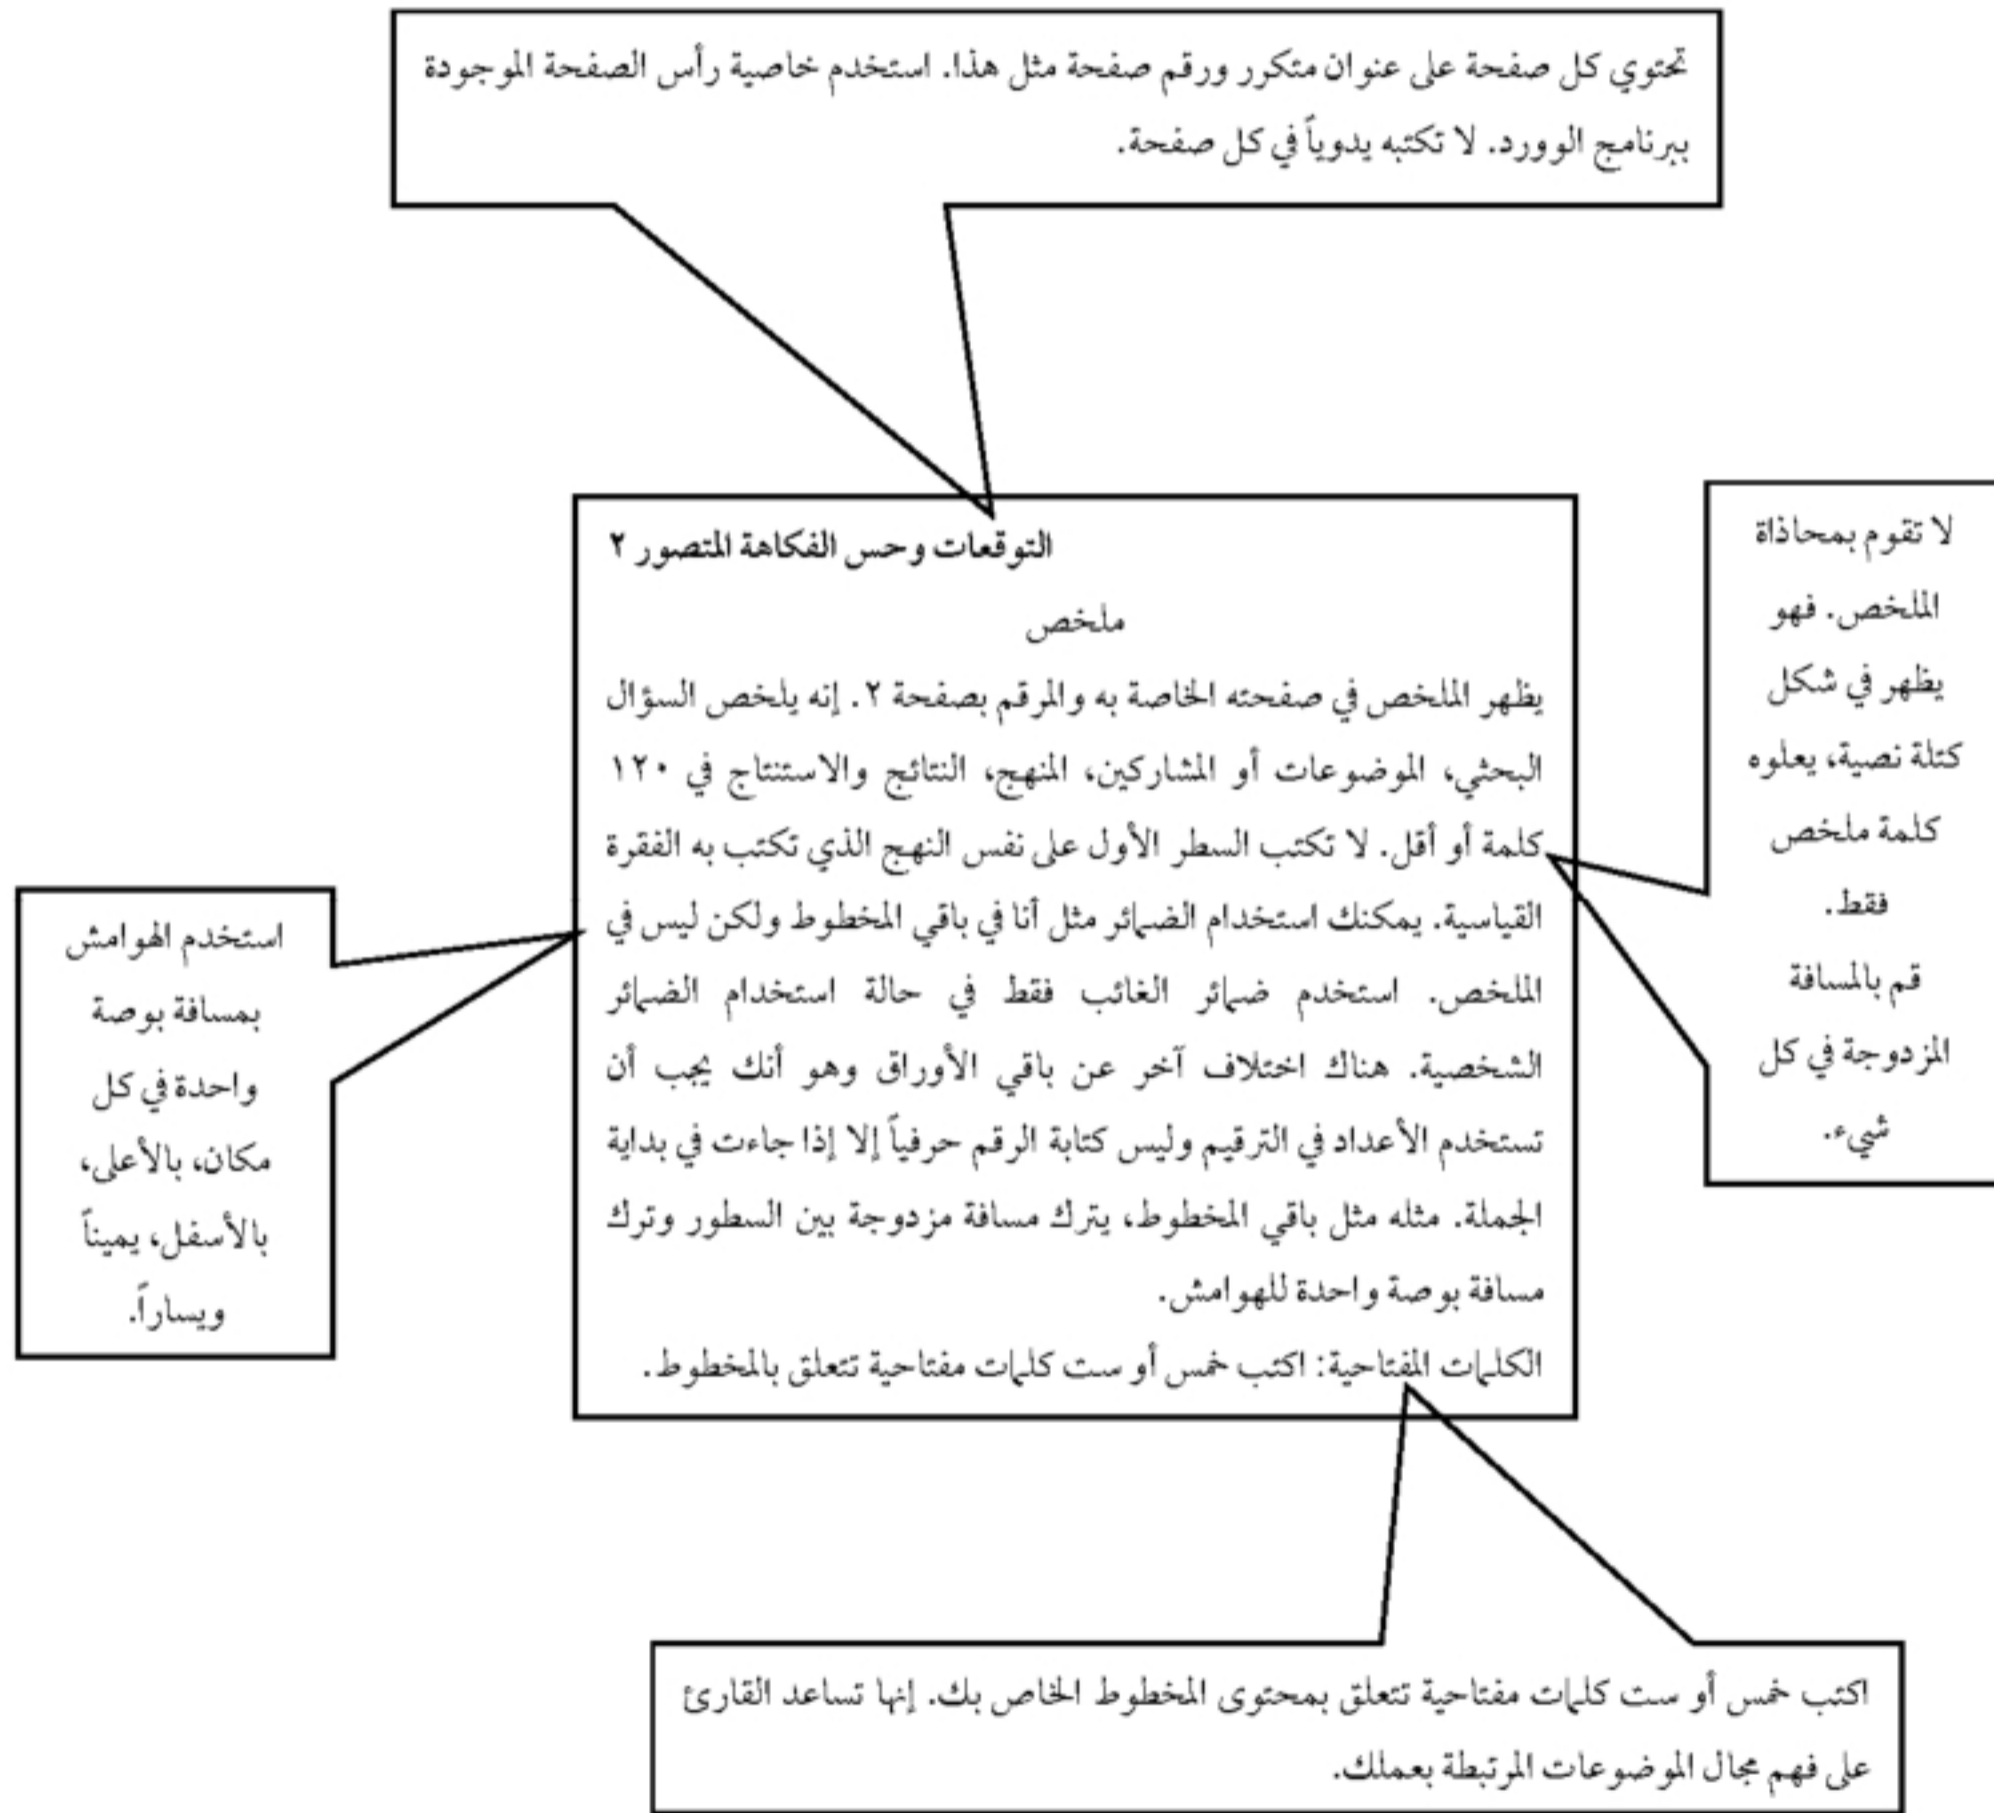 تحتوي كل صفحة على عنوان متكرر ورقم صفحة مثل هذا. استخدم خاصية رأس الصفحة الموجودة
ببرنامج الوورد. لا تكتبه يدوياً في كل صفحة.
التوقعات وحس الفكاهة المتصور ٢
ملخص
يظهر الملخص في صفحته الخاصة به والمرقم بصفحة ٢. إنه يلخص السؤال
البحثي، الموضوعات أو المشاركين، المنهج، النتائج والاستنتاج في ١٢٠
كلمة أو أقل. لا تكتب السطر الأول على نفس النهج الذي تكتب به الفقرة
القياسية. يمكنك استخدام الضمائر مثل أنا في باقي المخطوط ولكن ليس في
الملخص. استخدم ضمائر الغائب فقط في حالة استخدام الضمائر
الشخصية. هناك اختلاف آخر عن باقي الأوراق وهو أنك يجب أن
تستخدم الأعداد في الترقيم وليس كتابة الرقم حرفياً إلا إذا جاءت في بداية
الجملة. مثله مثل باقي المخطوط، يترك مسافة مزدوجة بين السطور وترك
مسافة بوصة واحدة للهوامش.
الكلمات المفتاحية: اكتب خمس أو ست كلمات مفتاحية تتعلق بالمخطوط.
لا تقوم بمحاذاة
الملخص. فهو
يظهر في شكل
كتلة نصية، يعلوه
كلمة ملخص
فقط.
قم بالمسافة
المزدوجة في كل
شيء.
استخدم الهوامش
بمسافة بوصة
واحدة في كل
مكان، بالأعلى،
بالأسفل، يميناً
ويساراً.
اكتب خمس أو ست كلمات مفتاحية تتعلق بمحتوى المخطوط الخاص بك. إنها تساعد القارئ
على فهم مجال الموضوعات المرتبطة بعملك.